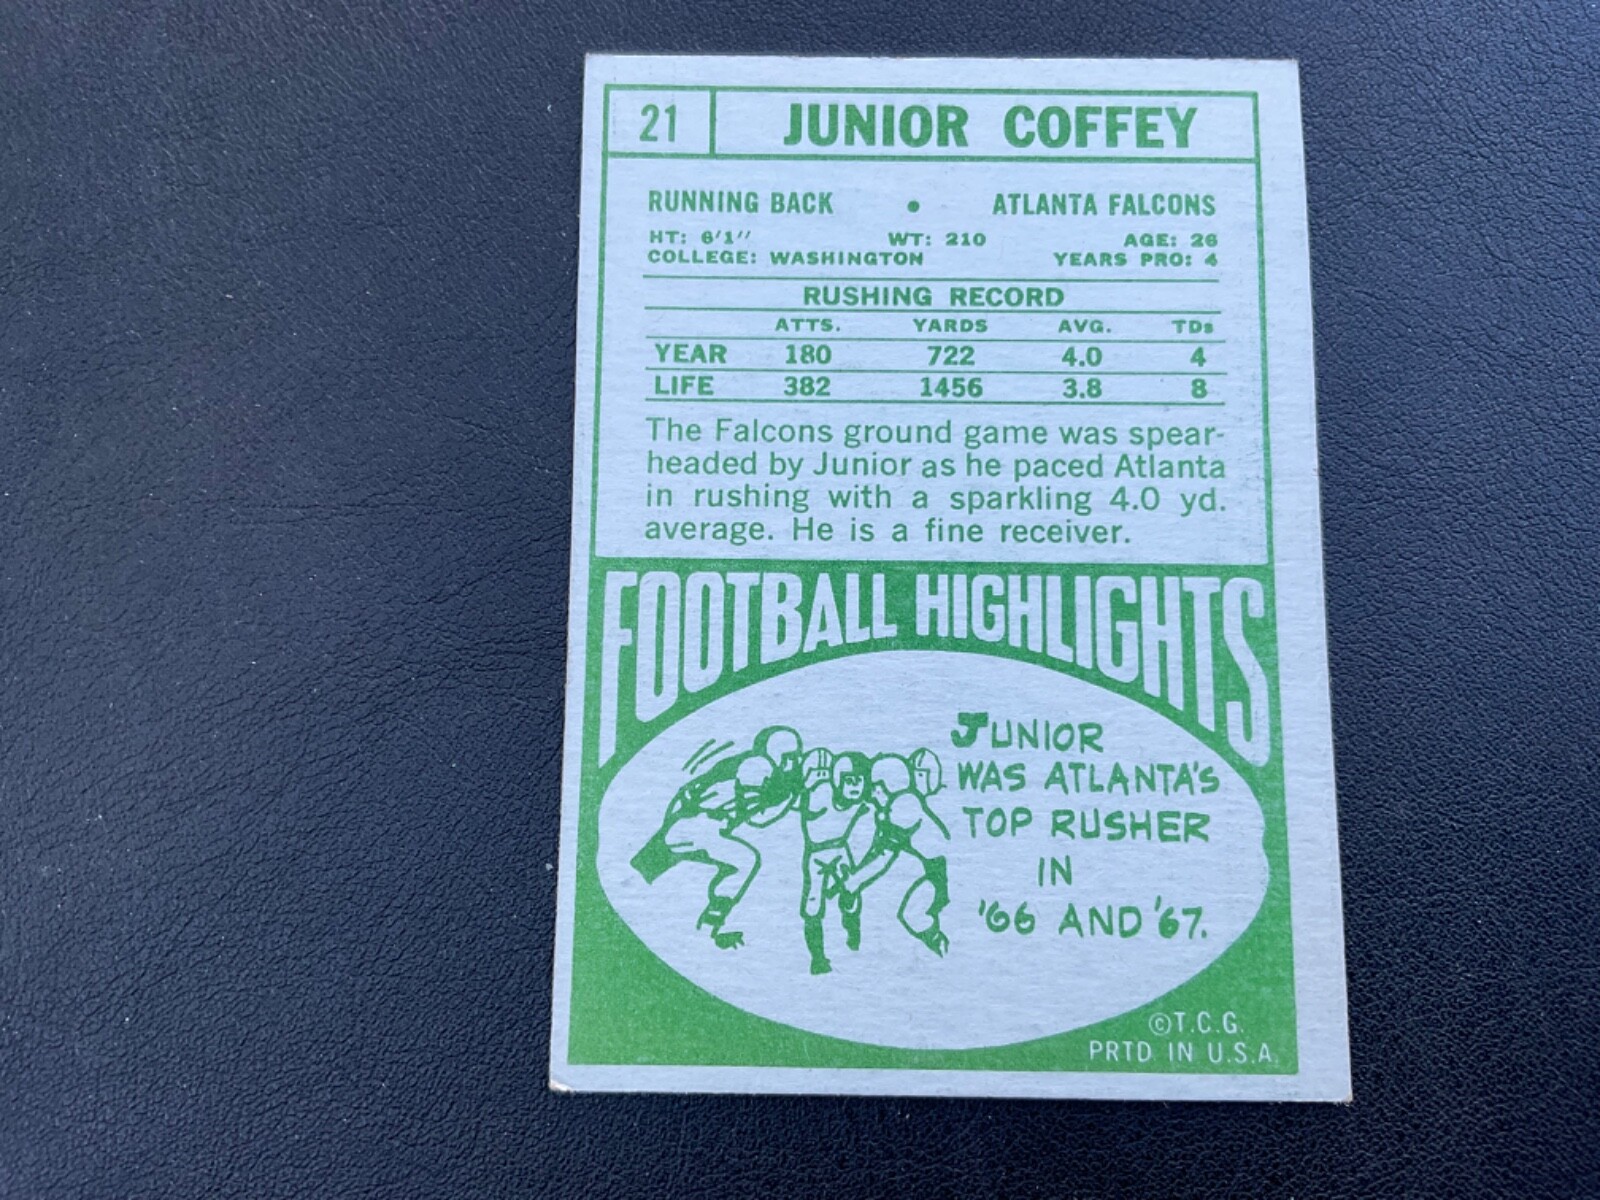 21 JUNIOR COFFEY
RUNNING BACK • ATLANTA FALCONS
HT: 6'1'' WT: 210 AGE: 26
COLLEGE: WASHINGTON YEARS PRO: 4
RUSHING RECORD
ATTS. YARDS AVG. TDs
YEAR 180 722 4.0 4
LIFE 382 1456 3.8 8
The Falcons ground game was spear-
headed by Junior as he paced Atlanta
in rushing with a sparkling 4.0 yd.
average. He is a fine receiver.
FOOTBALL HIGHLIGHTS
JUNIOR
WAS ATLANTA'S
TOP RUSHER
IN
'66 AND '67.
©T.C.G.
PRTD IN U.S.A.